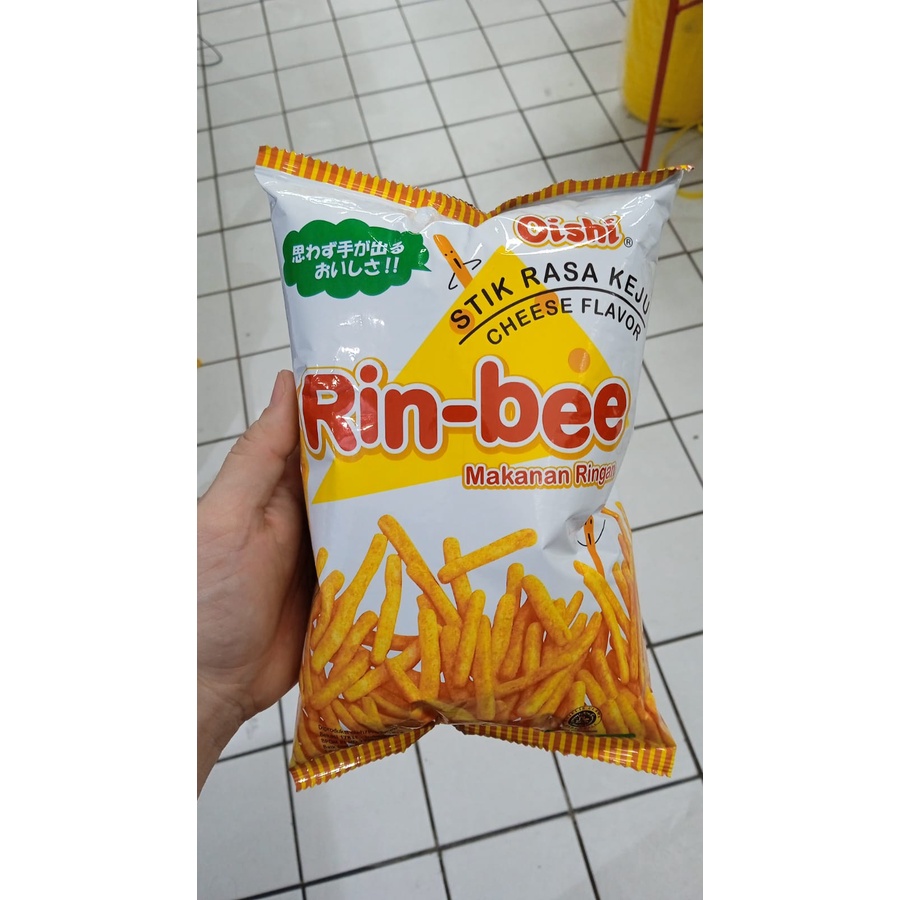 思わず手が出る
おいしさ!!
Oishi®
STIK RASA KEJU
CHEESE FLAVOR
Rin-bee
Makanan Ringan